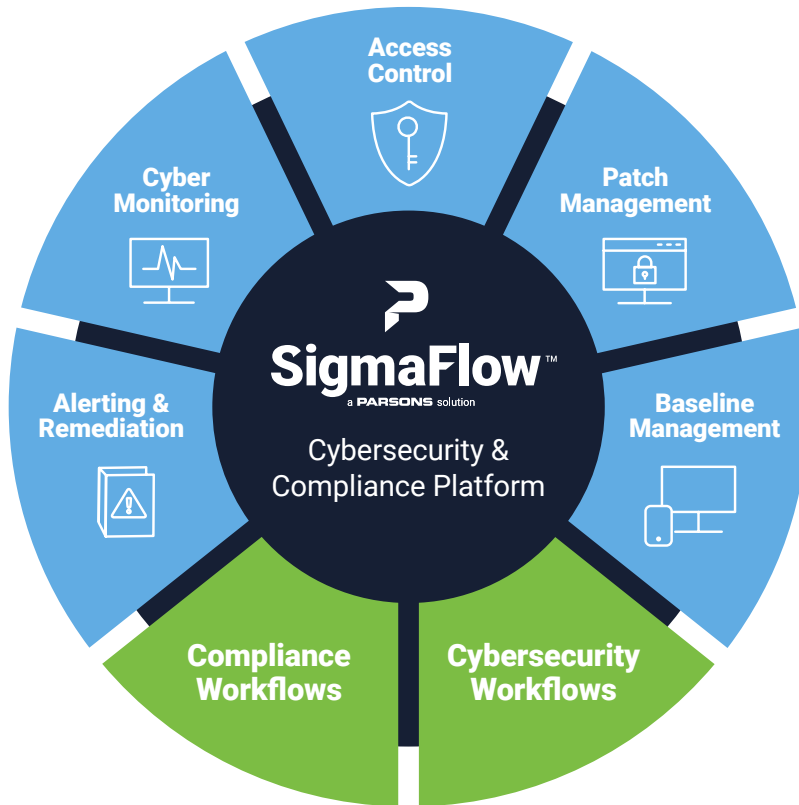 Access
Control
Cyber
Monitoring
Patch
Management
SigmaFlow™
a PARSONS solution
Cybersecurity &
Compliance Platform
Alerting &
Remediation
Baseline
Management
Compliance
Workflows
Cybersecurity
Workflows